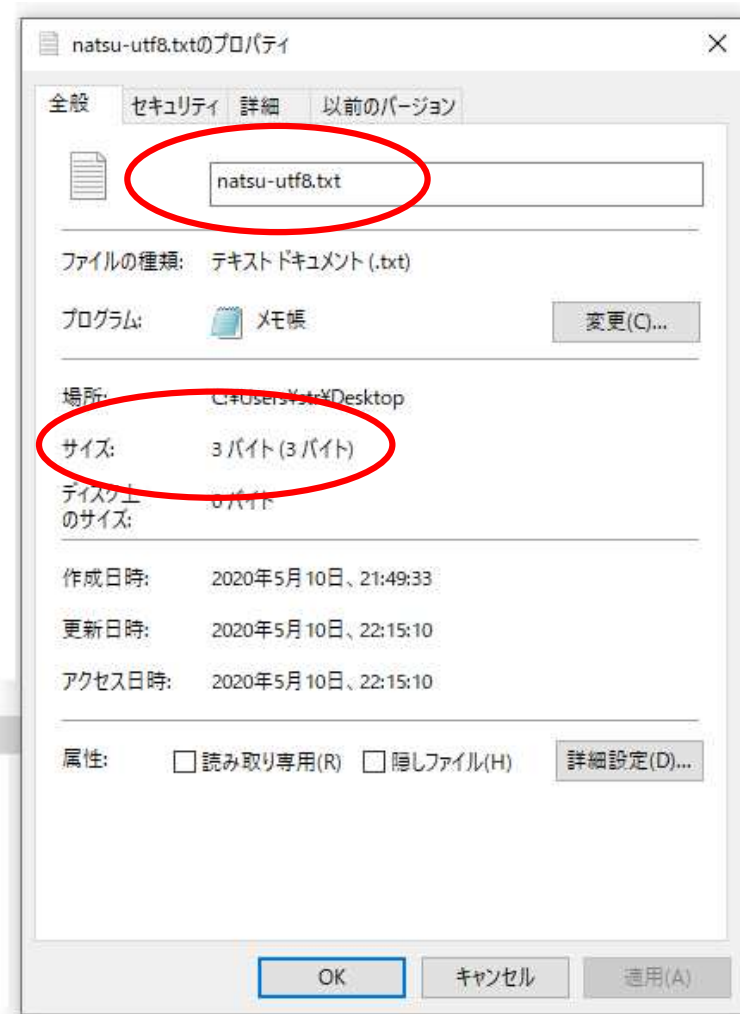 natsu-utf8.txtのプロパティ
全般 セキュリティ 詳細 以前のバージョン
natsu-utf8.txt
ファイルの種類: テキスト ドキュメント (.txt)
プログラム: メモ帳 変更(C)...
場所: C:¥Users¥str¥Desktop
サイズ: 3 バイト (3 バイト)
ディスク上
のサイズ: 0 バイト
作成日時: 2020年5月10日、21:49:33
更新日時: 2020年5月10日、22:15:10
アクセス日時: 2020年5月10日、22:15:10
属性: 読み取り専用(R) 隠しファイル(H) 詳細設定(D)...
OK キャンセル 適用(A)